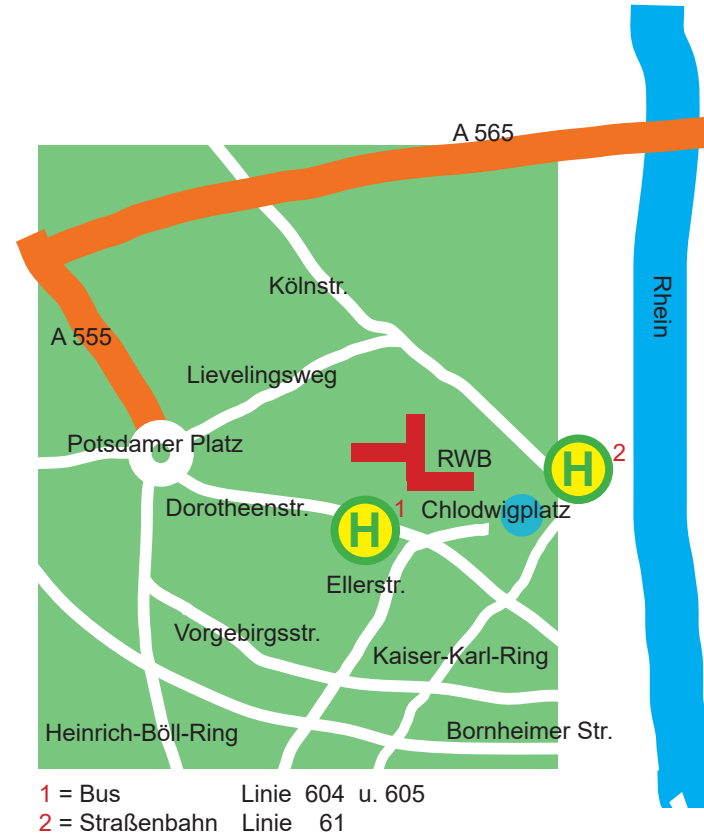 A 565
Rhein
Kölnstr.
A 555
Lievelingsweg
Potsdamer Platz
RWB
H 2
Dorotheenstr.
H 1
Chlodwigplatz
Ellerstr.
Vorgebirgsstr.
Kaiser-Karl-Ring
Heinrich-Böll-Ring
Bornheimer Str.
1 = Bus Linie 604 u. 605
2 = Straßenbahn Linie 61